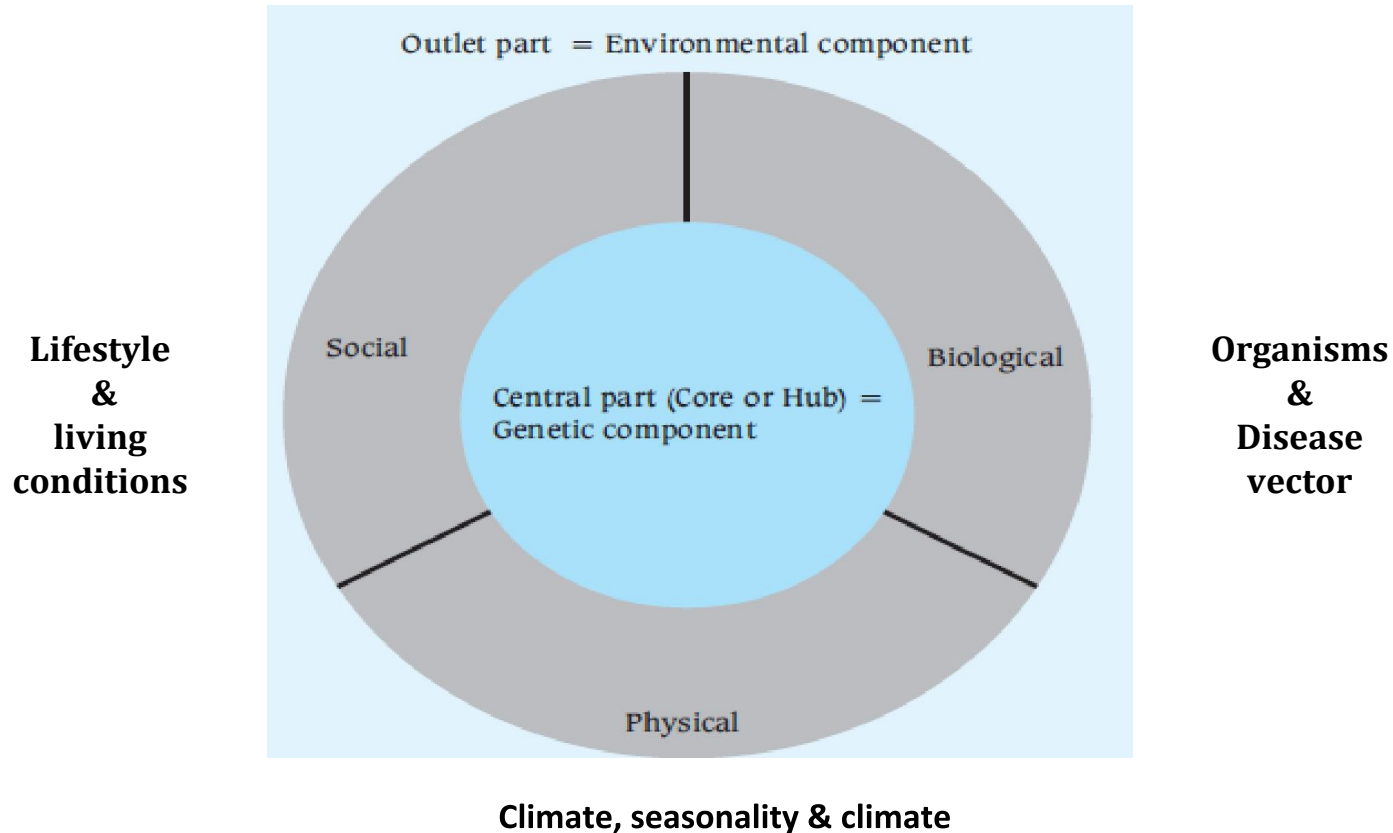 Outlet part = Environmental component
Social
Biological
Central part (Core or Hub) =
Genetic component
Physical
Lifestyle
&
living
conditions
Organisms
&
Disease
vector
Climate, seasonality & climate